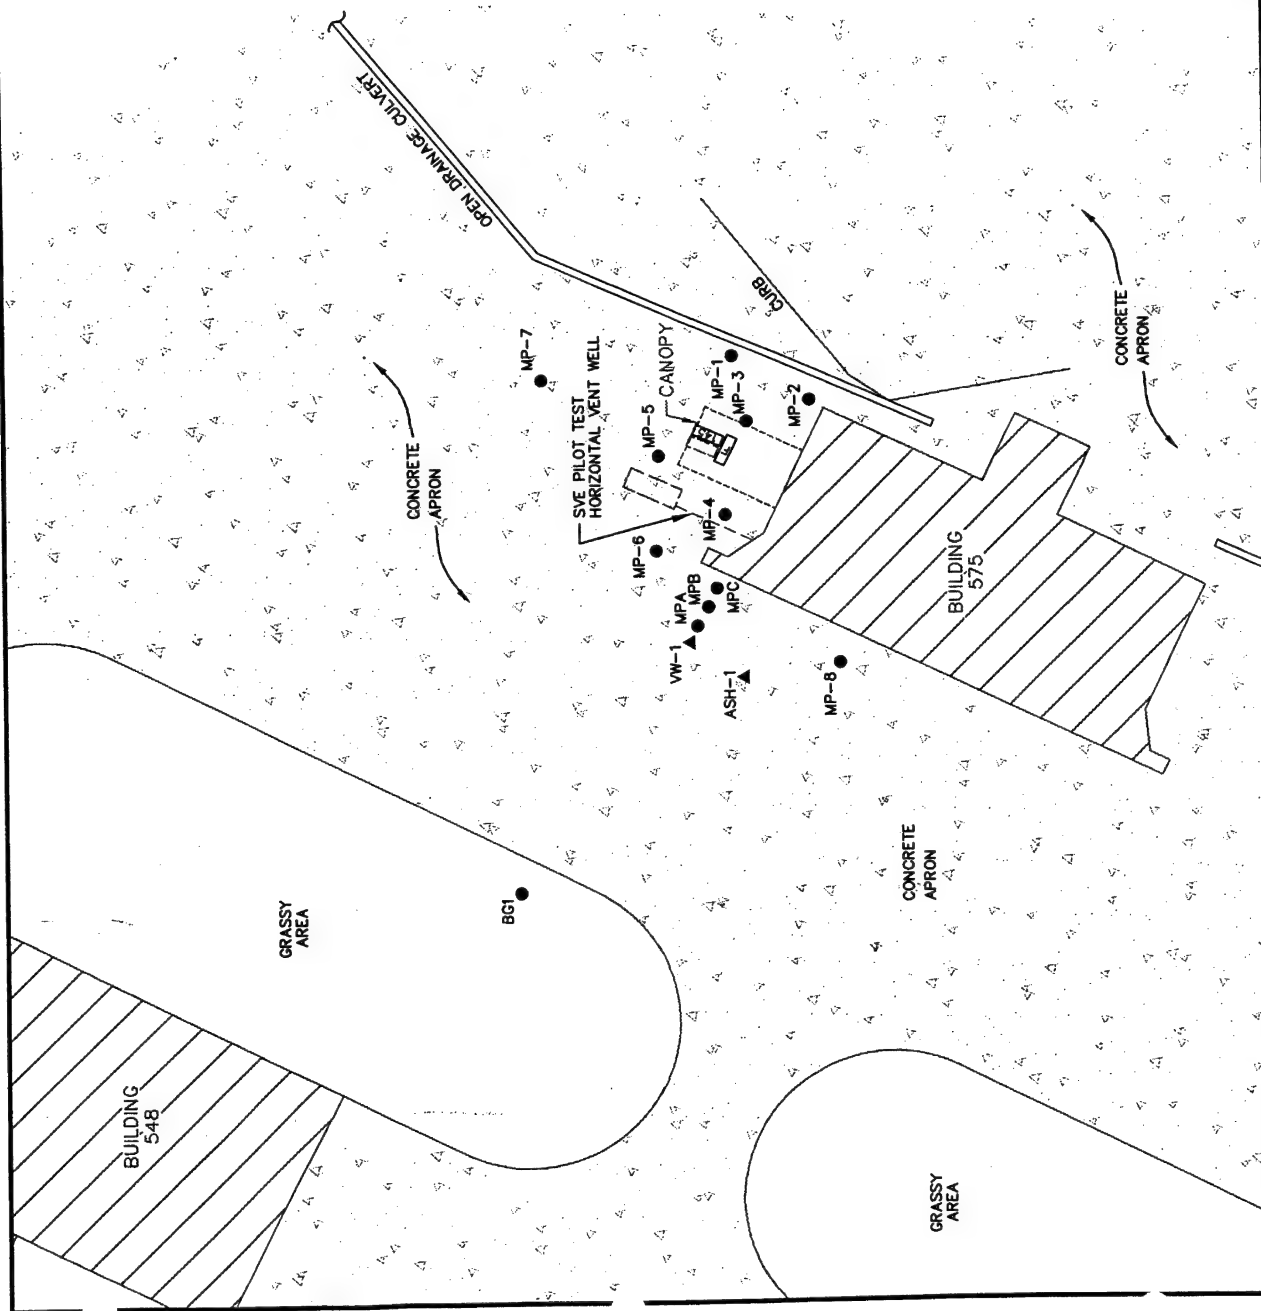 OPEN DRAINAGE CULVERT
CURB
CONCRETE
APRON
MP-7
SVE PILOT TEST
HORIZONTAL VENT WELL
CANOPY
MP-5
MP-1
MP-3
MP-2
CONCRETE
APRON
MP-4
MP-6
MPA
MPB
MPC
VW-1
ASH-1
MP-8
BUILDING
575
CONCRETE
APRON
BG1
GRASSY
AREA
BUILDING
548
GRASSY
AREA